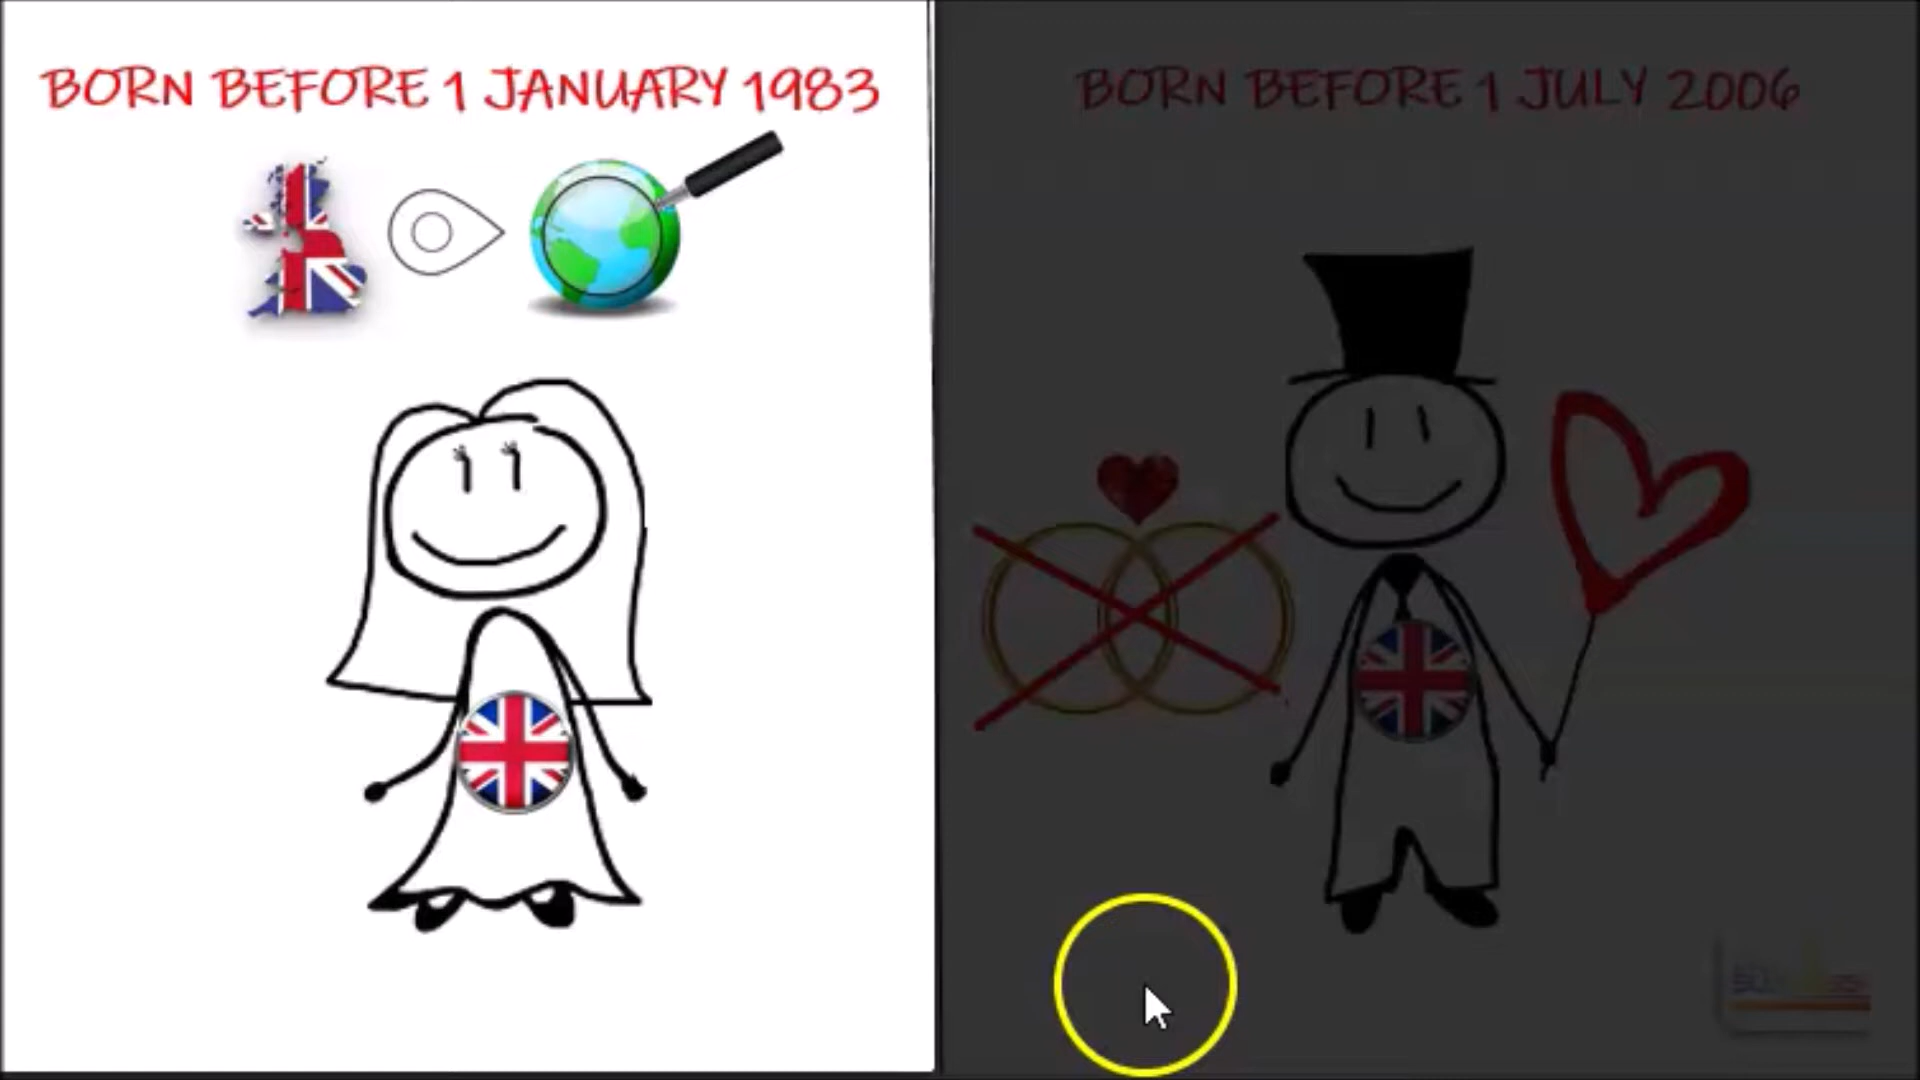 BORN BEFORE 1 JANUARY 1983
BORN BEFORE 1 JULY 2006